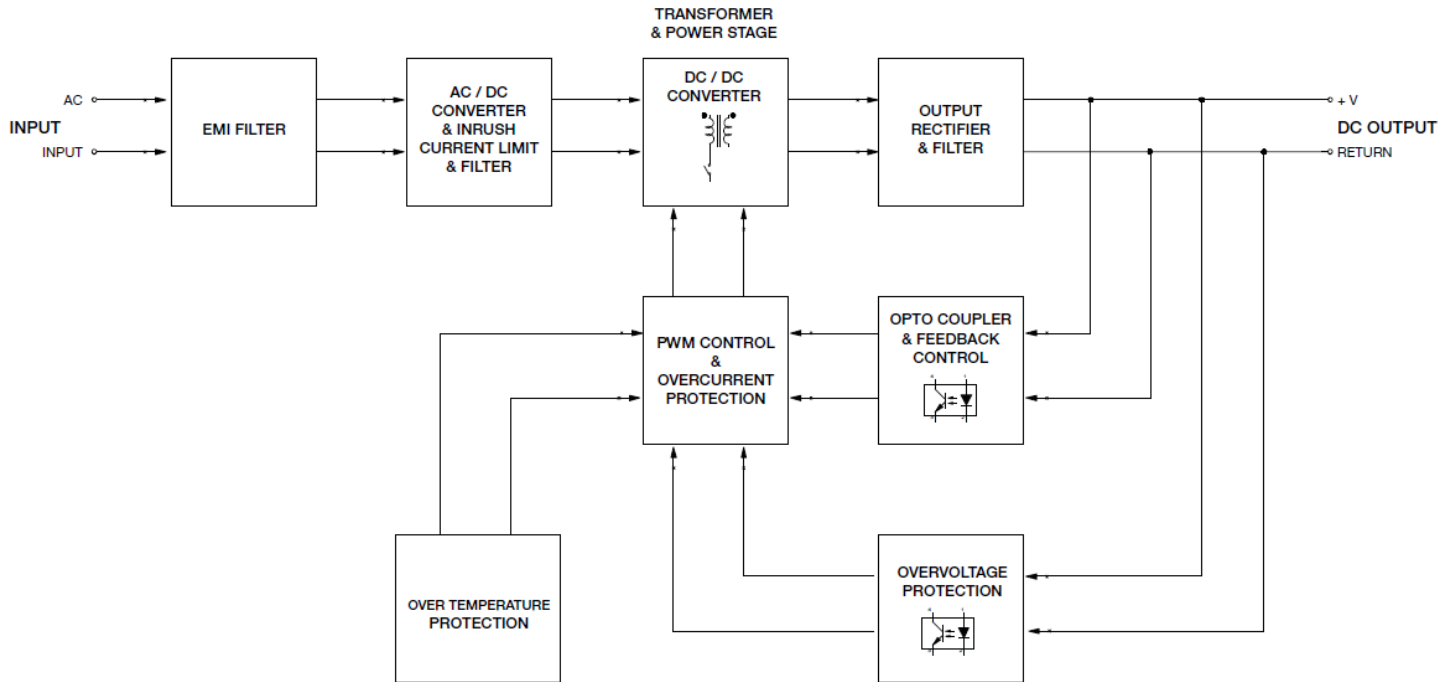 TRANSFORMER
& POWER STAGE
INPUT
AC
INPUT
EMI FILTER
AC / DC
CONVERTER
& INRUSH
CURRENT LIMIT
& FILTER
DC / DC
CONVERTER
OUTPUT
RECTIFIER
& FILTER
+ V
DC OUTPUT
RETURN
PWM CONTROL
&
OVERCURRENT
PROTECTION
OPTO COUPLER
& FEEDBACK
CONTROL
OVER TEMPERATURE
PROTECTION
OVERVOLTAGE
PROTECTION